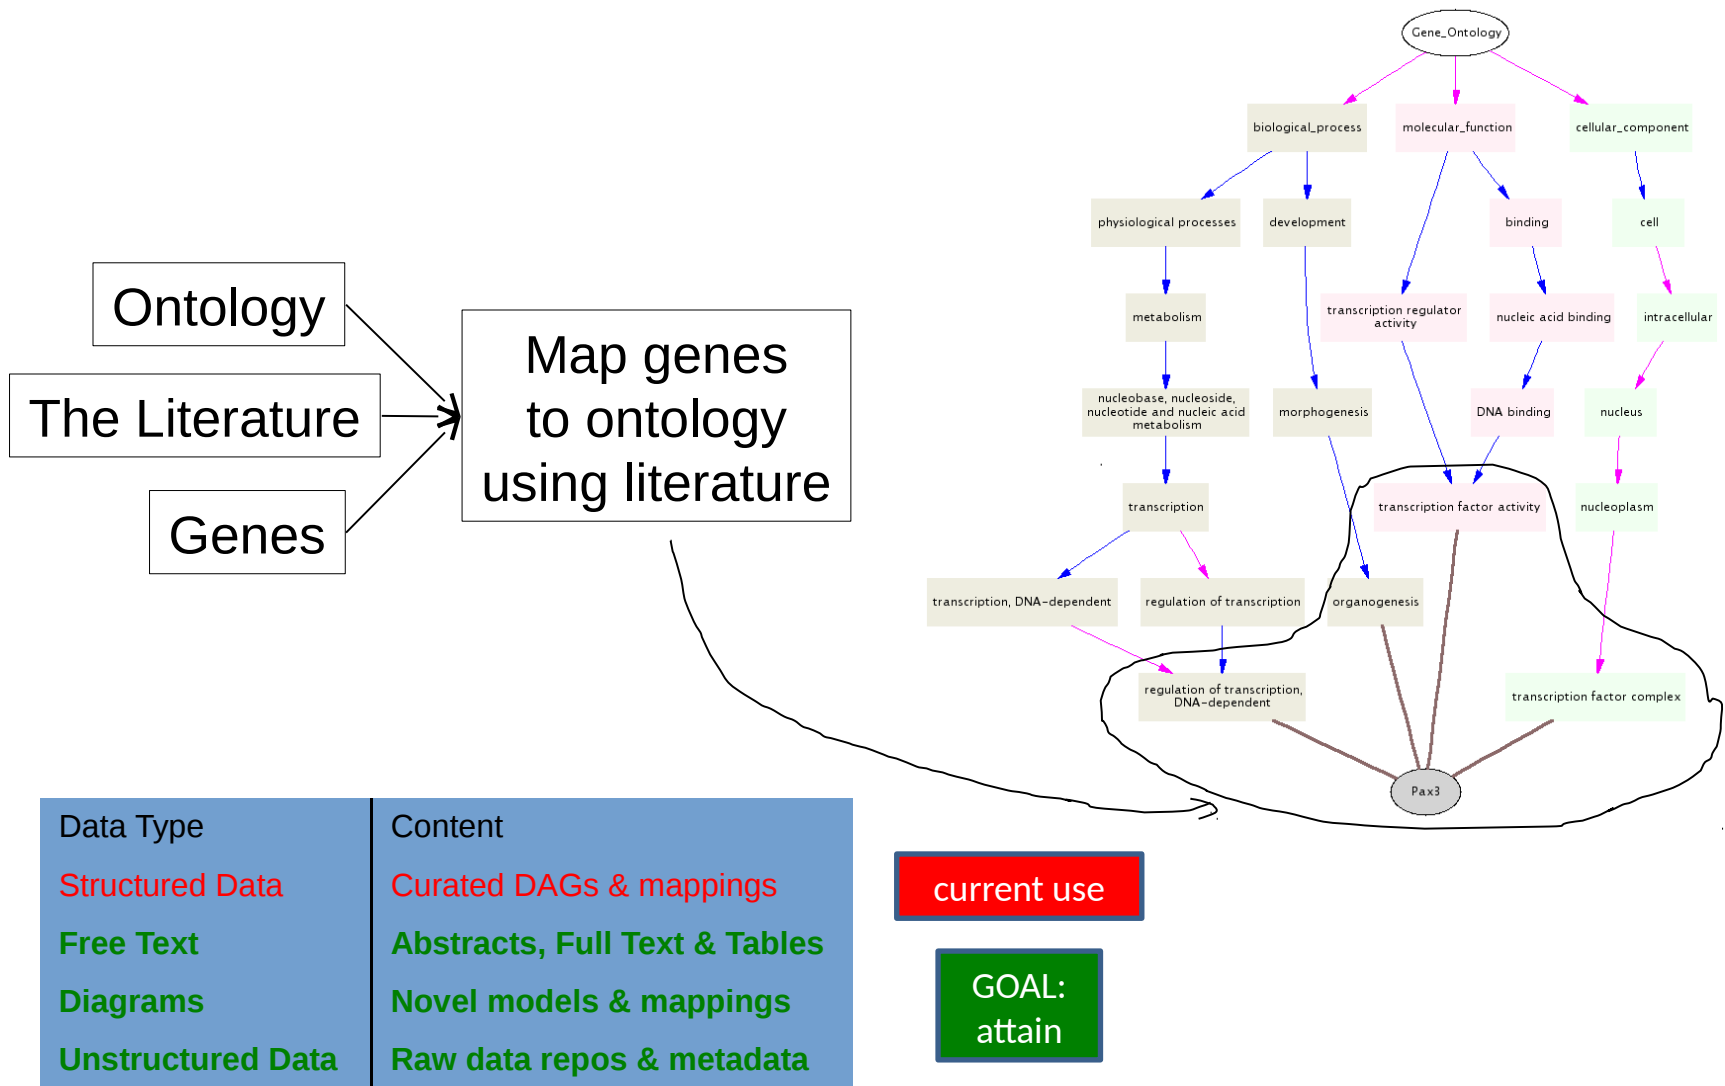 Gene_Ontology
biological_process
molecular_function
cellular_component
physiological processes
development
binding
cell
Ontology
The Literature
Genes
Map genes
to ontology
using literature
metabolism
transcription regulator
activity
nucleic acid binding
intracellular
nucleobase, nucleoside,
nucleotide and nucleic acid
metabolism
morphogenesis
DNA binding
nucleus
transcription
transcription factor activity
nucleoplasm
transcription, DNA-dependent
regulation of transcription
organogenesis
regulation of transcription,
DNA-dependent
transcription factor complex
Pax3
Data Type Content
Structured Data Curated DAGs & mappings
Free Text Abstracts, Full Text & Tables
Diagrams Novel models & mappings
Unstructured Data Raw data repos & metadata
current use
GOAL:
attain